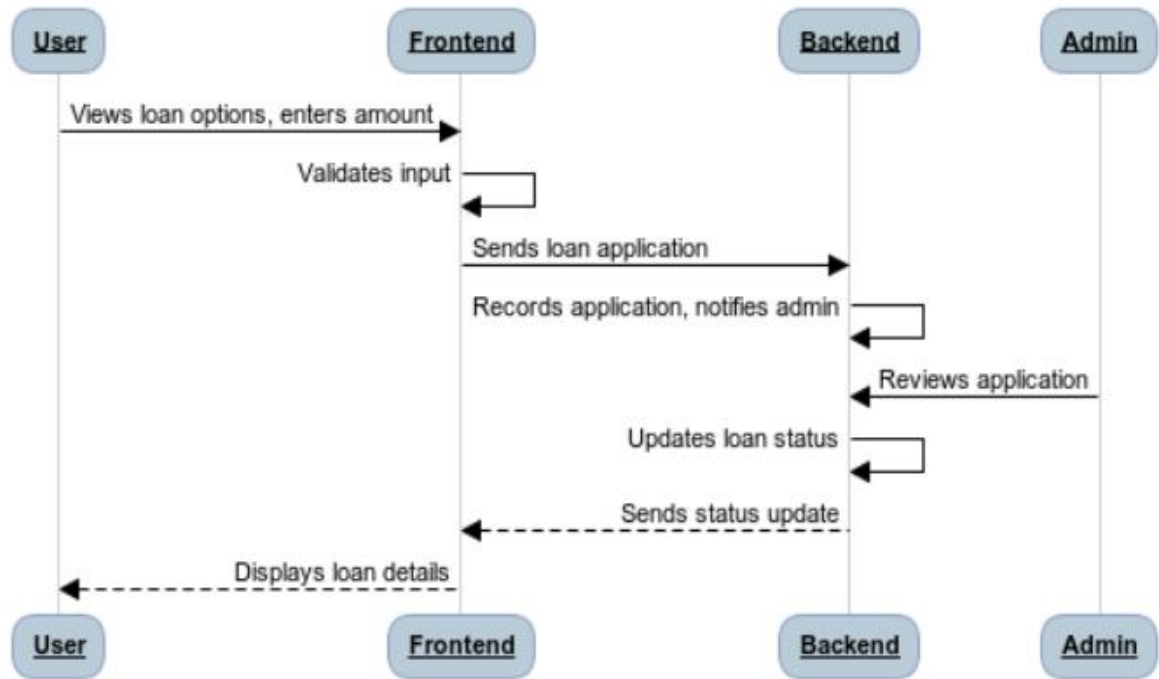 User
Frontend
Backend
Admin
Views loan options, enters amount
Validates input
Sends loan application
Records application, notifies admin
Reviews application
Updates loan status
Sends status update
Displays loan details
User
Frontend
Backend
Admin